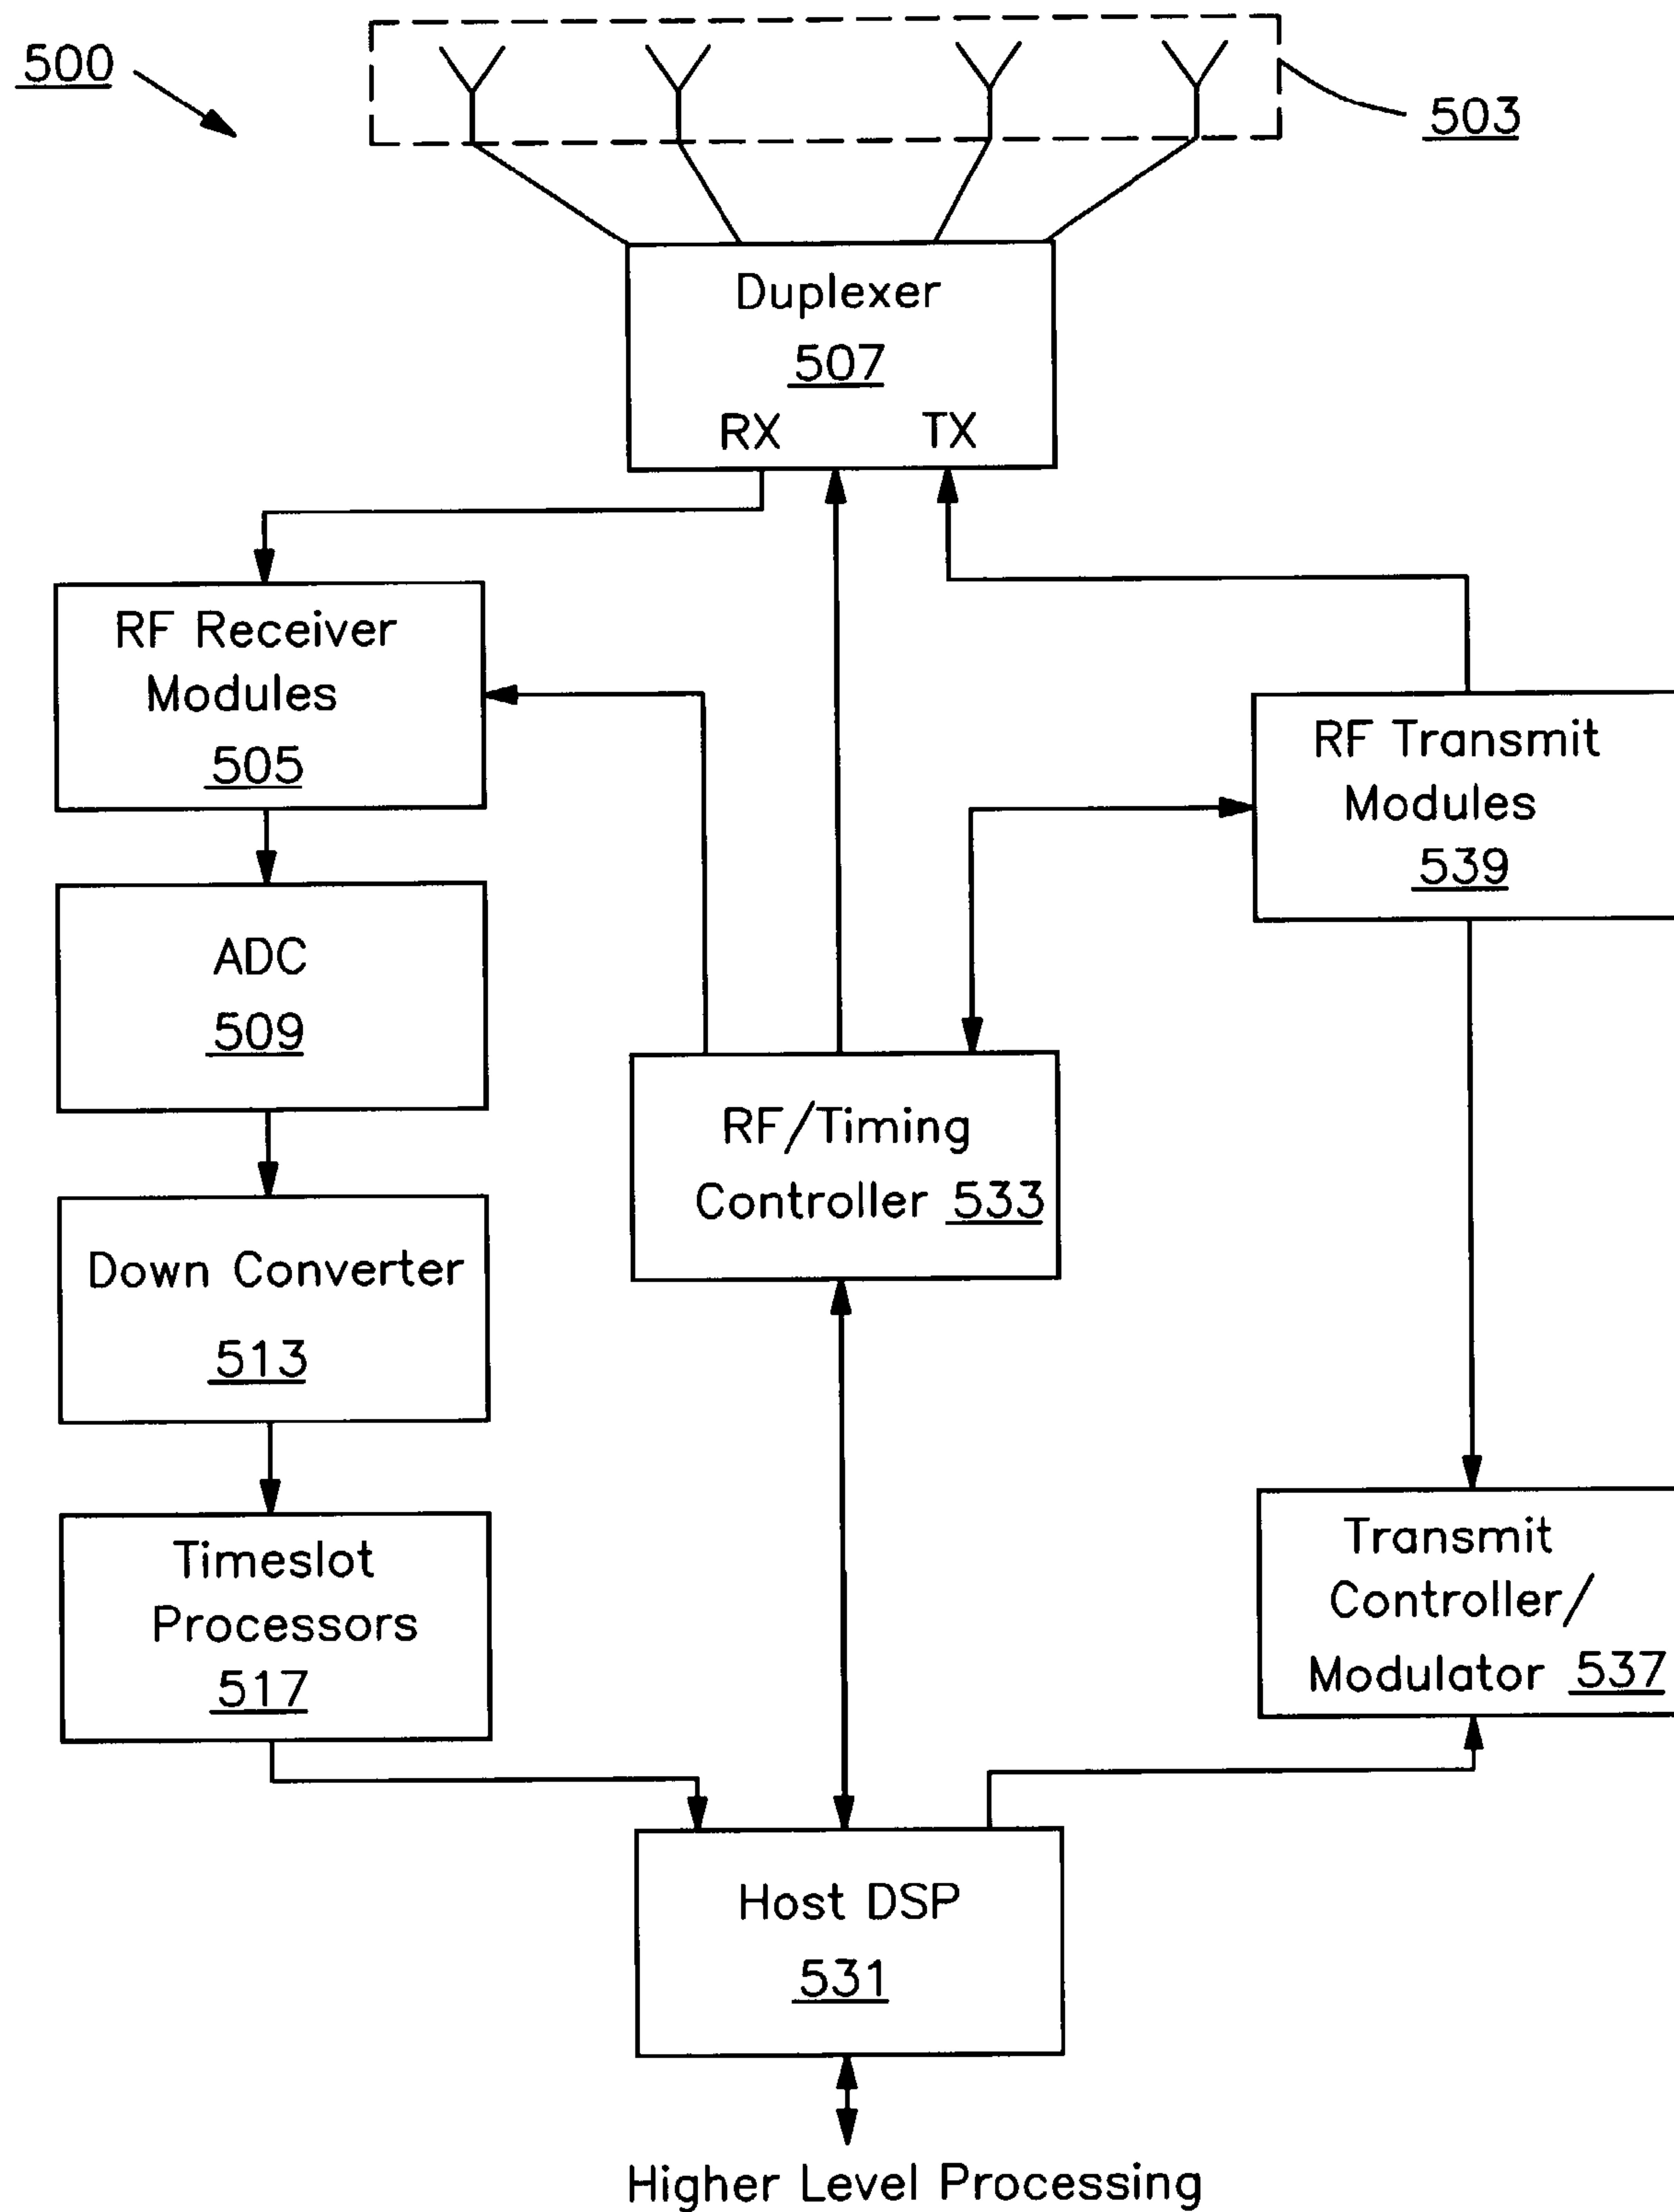 500
503
Duplexer
507
RX TX
RF Receiver
Modules
505
RF Transmit
Modules
539
ADC
509
RF/Timing
Controller 533
Down Converter
513
Timeslot
Processors
517
Transmit
Controller/
Modulator 537
Host DSP
531
Higher Level Processing